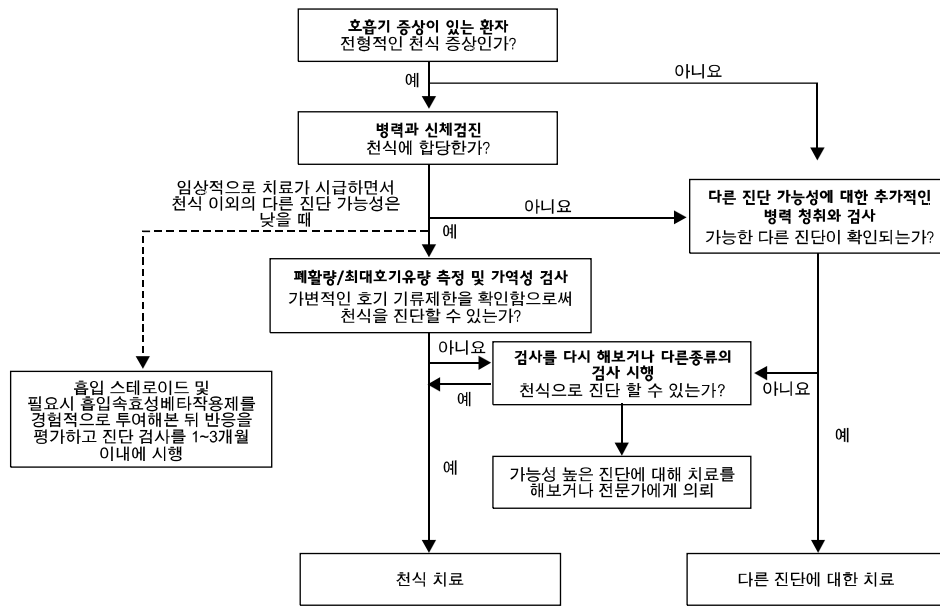 호흡기 증상이 있는 환자
전형적인 천식 증상인가?
예
아니요
병력과 신체검진
천식에 합당한가?
임상적으로 치료가 시급하면서
천식 이외의 다른 진단 가능성은
낮을 때
아니요
예
다른 진단 가능성에 대한 추가적인
병력 청취와 검사
가능한 다른 진단이 확인되는가?
폐활량/최대호기유량 측정 및 가역성 검사
가변적인 호기 기류제한을 확인함으로써
천식을 진단할 수 있는가?
아니요
검사를 다시 해보거나 다른종류의
검사 시행
천식으로 진단 할 수 있는가?
예
아니요
흡입 스테로이드 및
필요시 흡입속효성베타작용제를
경험적으로 투여해본 뒤 반응을
평가하고 진단 검사를 1~3개월
이내에 시행
예
예
가능성 높은 진단에 대해 치료를
해보거나 전문가에게 의뢰
천식 치료
다른 진단에 대한 치료